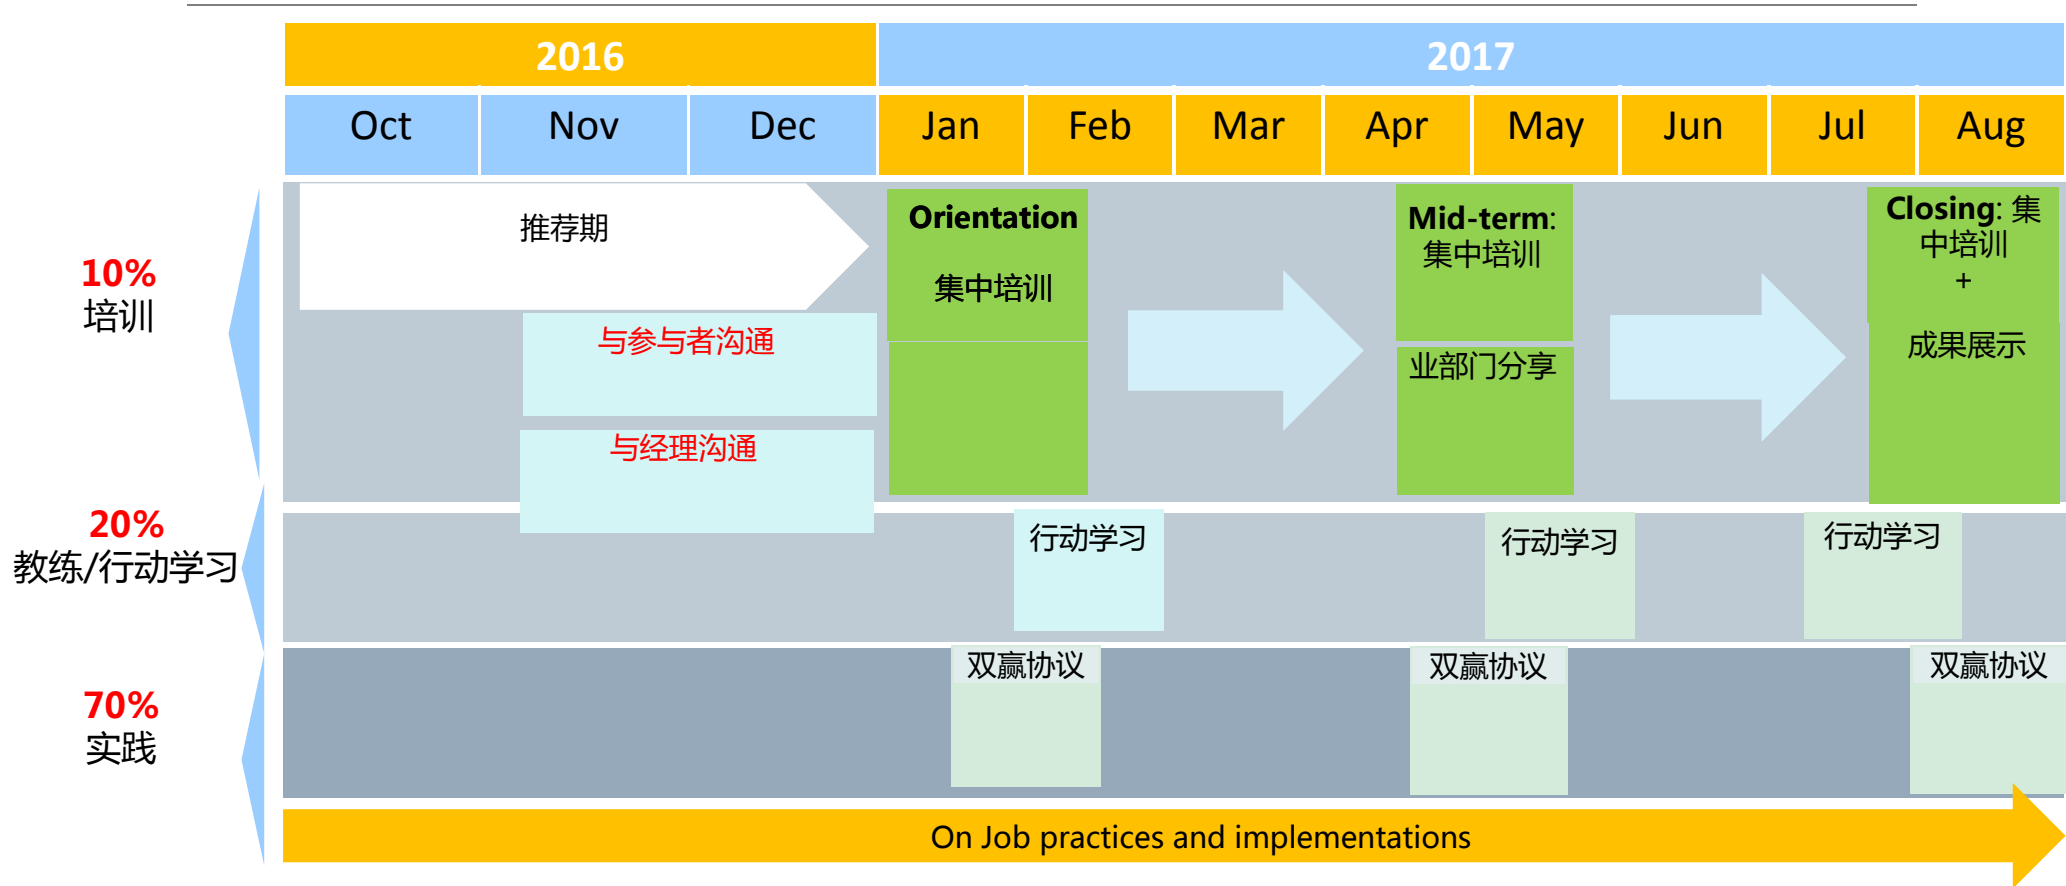 2016
2017
Oct
Nov
Dec
Jan
Feb
Mar
Apr
May
Jun
Jul
Aug
10%
培训
推荐期
与参与者沟通
与经理沟通
Orientation
集中培训
Mid-term:
集中培训
业部门分享
Closing: 集
中培训
+
成果展示
20%
教练/行动学习
行动学习
行动学习
行动学习
70%
实践
双赢协议
双赢协议
双赢协议
On Job practices and implementations